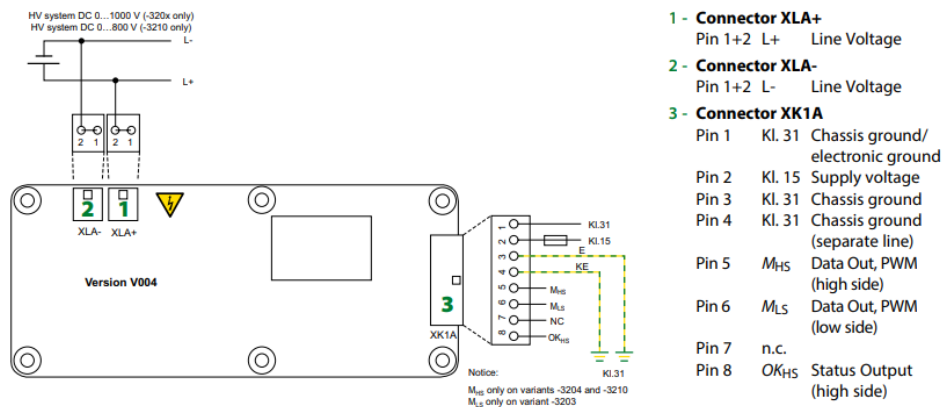 HV system DC 0...1000 V (-320x only)
HV system DC 0...800 V (-3210 only)
L-
L+
2 1 2 1
2 1
XLA- XLA+
Version V004
3
XK1A
1 Kl.31
2 Kl.15
3 E
4 KE
5 MHS
6 MLS
7 NC
8 OKHS
Kl.31
Notice:
MHS only on variants -3204 and -3210
MLS only on variant -3203
1 - Connector XLA+
Pin 1+2 L+ Line Voltage
2 - Connector XLA-
Pin 1+2 L- Line Voltage
3 - Connector XK1A
Pin 1 Kl. 31 Chassis ground/
electronic ground
Pin 2 Kl. 15 Supply voltage
Pin 3 Kl. 31 Chassis ground
Pin 4 Kl. 31 Chassis ground
(separate line)
Pin 5 MHS Data Out, PWM
(high side)
Pin 6 MLS Data Out, PWM
(low side)
Pin 7 n.c.
Pin 8 OKHS Status Output
(high side)